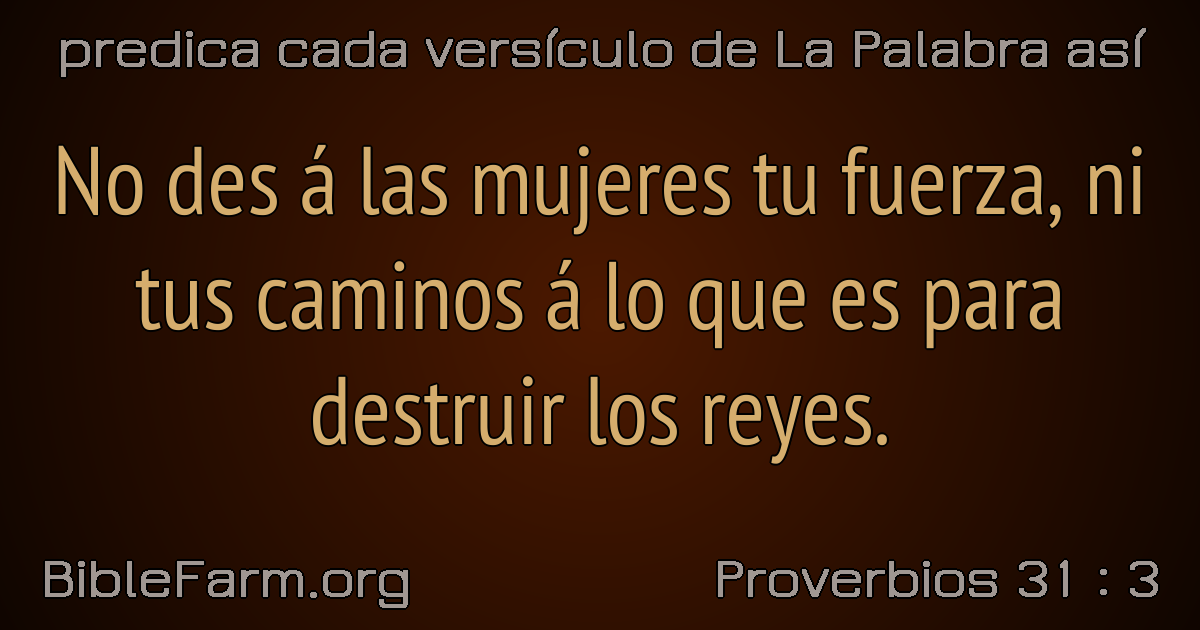 predica cada versículo de La Palabra así
No des á las mujeres tu fuerza, ni
tus caminos á lo que es para
destruir los reyes.
BibleFarm.org
Proverbios 31 : 3